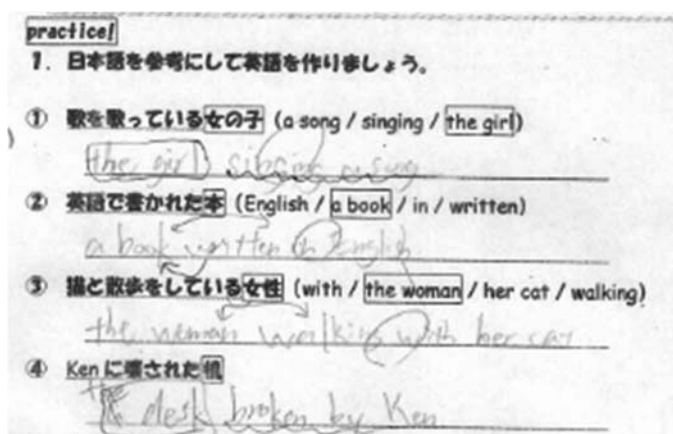 practice!
1. 日本語を参考にして英語を作りましょう。
① 歌を歌っている女の子 (a song / singing / the girl)
the girl singing a song
② 英語で書かれた本 (English / a book / in / written)
a book written in English
③ 猫と散歩をしている女性 (with / the woman / her cat / walking)
the woman walking with her cat
④ Kenに壊された机
the desk broken by Ken